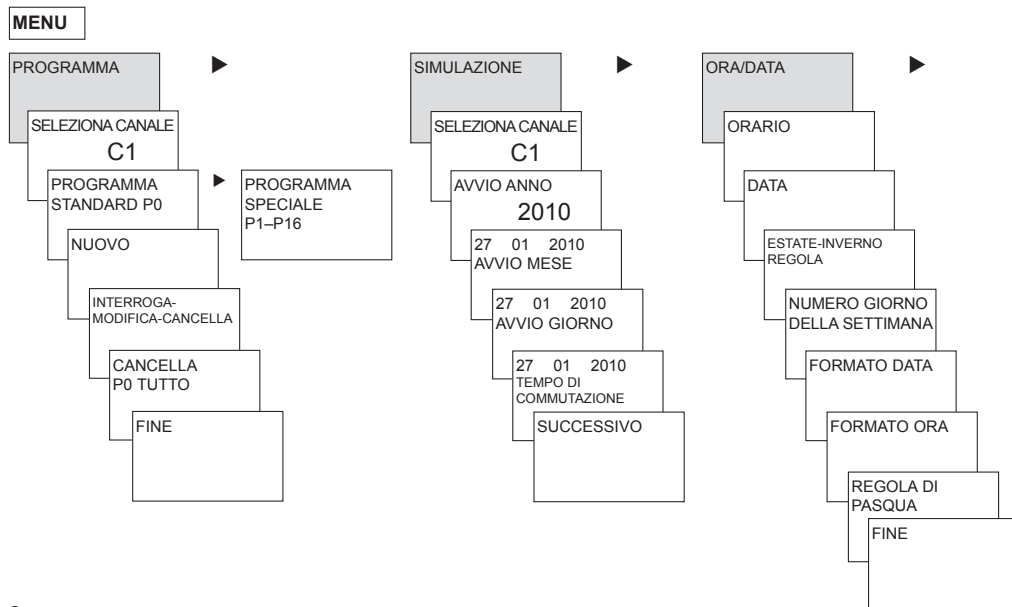 MENU
PROGRAMMA
SELEZIONA CANALE
C1
PROGRAMMA
STANDARD P0
PROGRAMMA
SPECIALE
P1–P16
NUOVO
INTERROGA-
MODIFICA-CANCELLA
CANCELLA
P0 TUTTO
FINE
SIMULAZIONE
SELEZIONA CANALE
C1
AVVIO ANNO
2010
27 01 2010
AVVIO MESE
27 01 2010
AVVIO GIORNO
27 01 2010
TEMPO DI
COMMUTAZIONE
SUCCESSIVO
ORA/DATA
ORARIO
DATA
ESTATE-INVERNO
REGOLA
NUMERO GIORNO
DELLA SETTIMANA
FORMATO DATA
FORMATO ORA
REGOLA DI
PASQUA
FINE